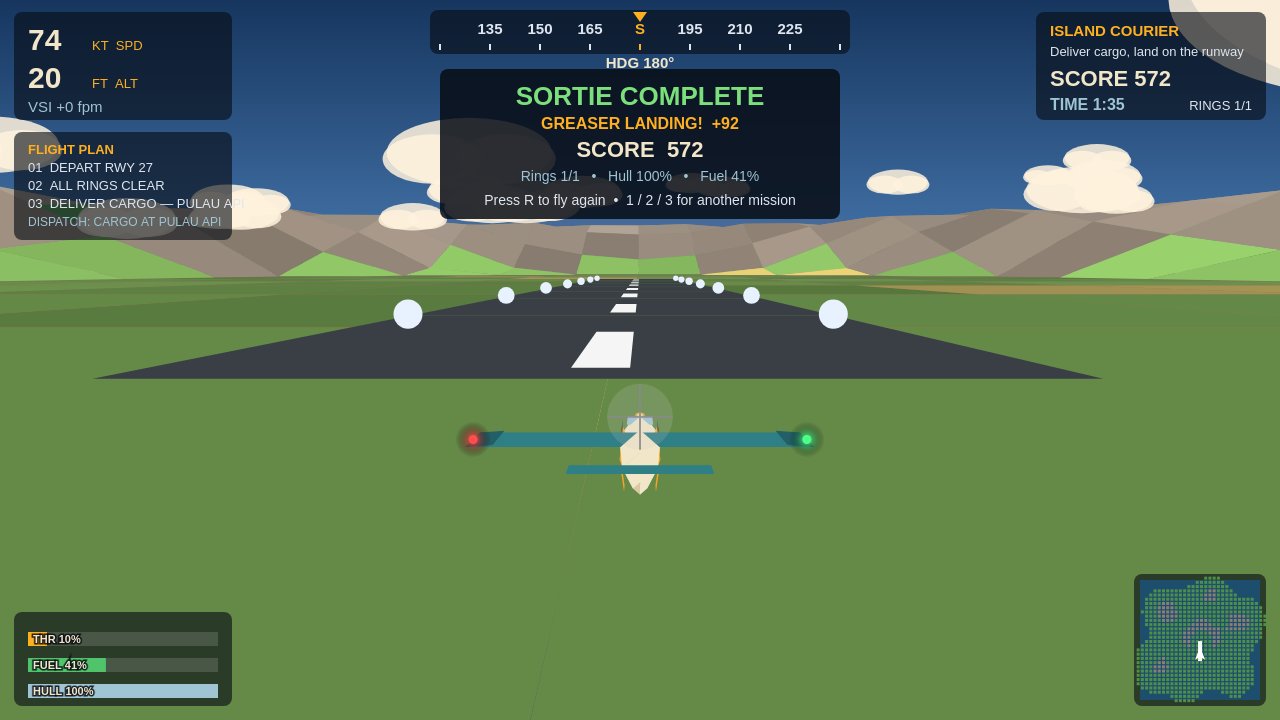 74 KT SPD
20 FT ALT
VSI +0 fpm
FLIGHT PLAN
01 DEPART RWY 27
02 ALL RINGS CLEAR
03 DELIVER CARGO — PULAU API
DISPATCH: CARGO AT PULAU API
135 150 165 S 195 210 225
HDG 180°
SORTIE COMPLETE
GREASER LANDING! +92
SCORE 572
Rings 1/1 • Hull 100% • Fuel 41%
Press R to fly again • 1 / 2 / 3 for another mission
ISLAND COURIER
Deliver cargo, land on the runway
SCORE 572
TIME 1:35 RINGS 1/1
THR 10%
FUEL 41%
HULL 100%